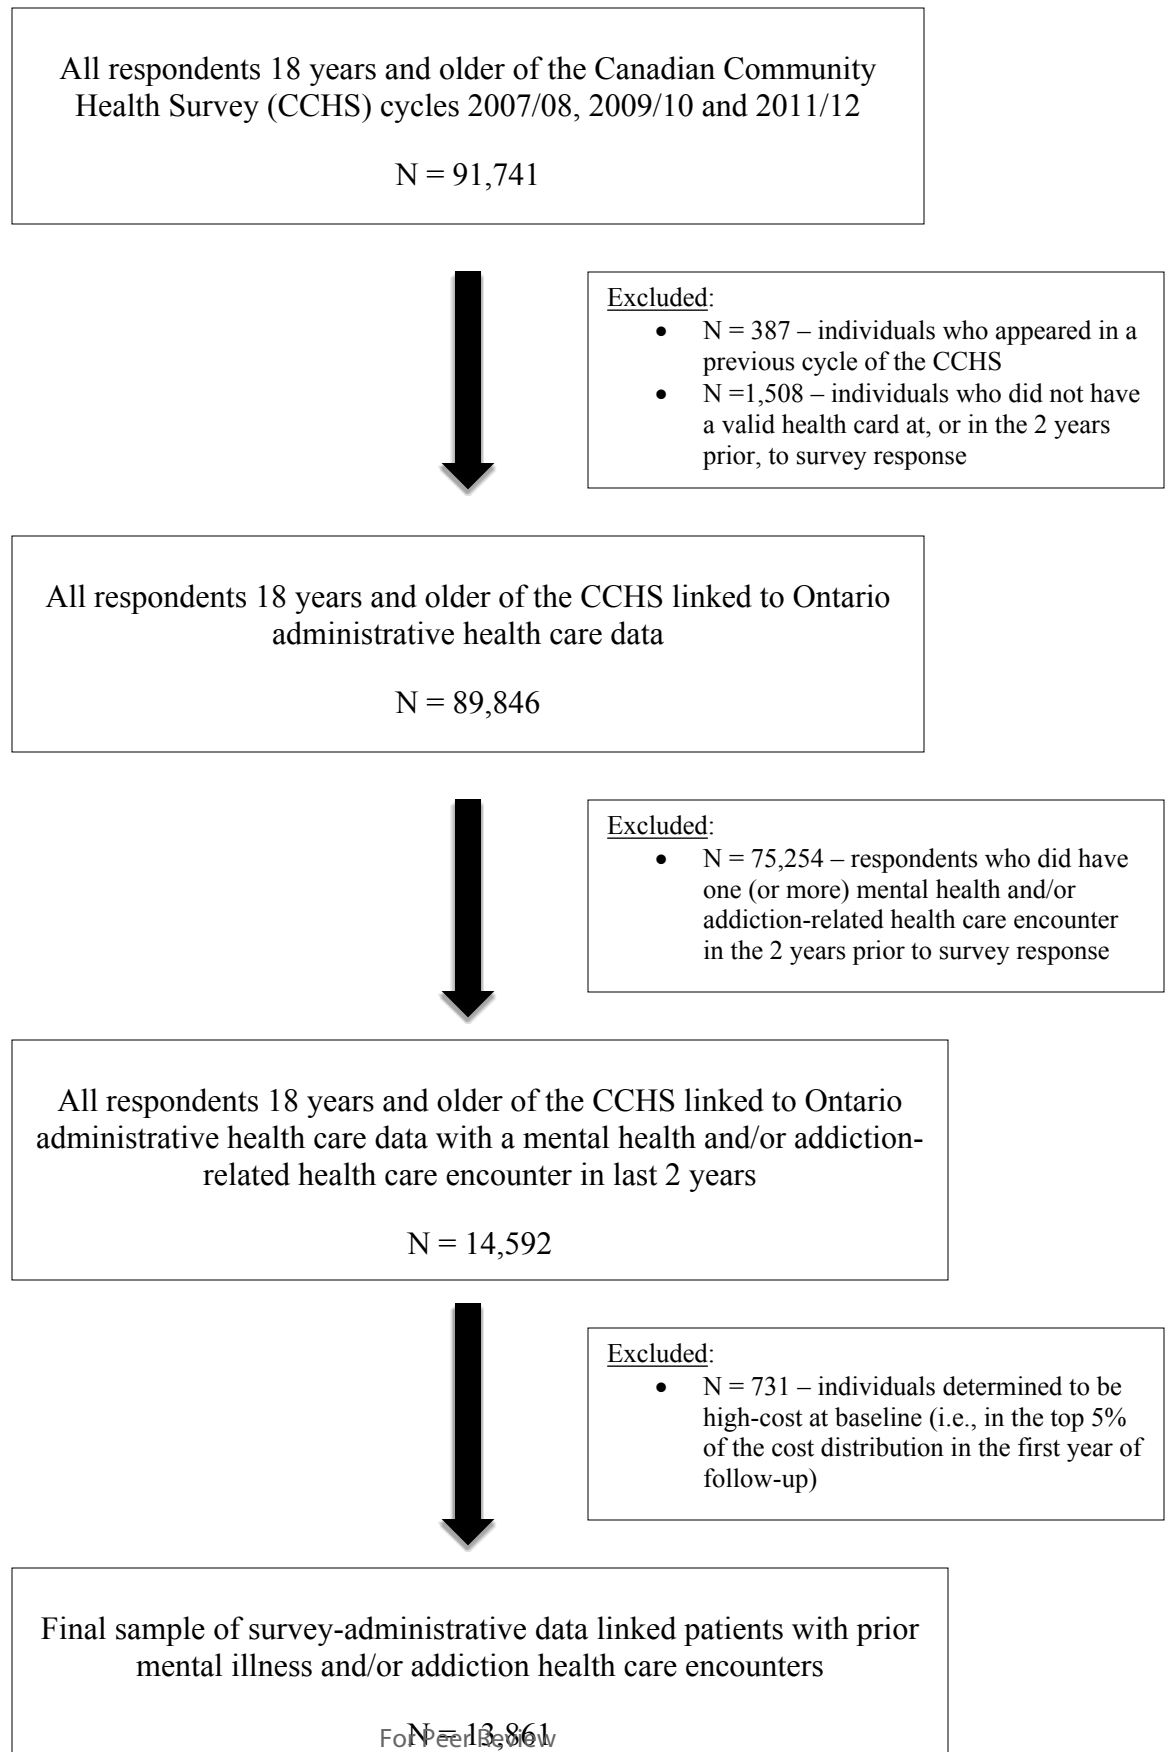 All respondents 18 years and older of the Canadian Community
Health Survey (CCHS) cycles 2007/08, 2009/10 and 2011/12
N = 91,741
Excluded:
• N = 387 – individuals who appeared in a
previous cycle of the CCHS
• N =1,508 – individuals who did not have
a valid health card at, or in the 2 years
prior, to survey response
All respondents 18 years and older of the CCHS linked to Ontario
administrative health care data
N = 89,846
Excluded:
• N = 75,254 – respondents who did have
one (or more) mental health and/or
addiction-related health care encounter
in the 2 years prior to survey response
All respondents 18 years and older of the CCHS linked to Ontario
administrative health care data with a mental health and/or addiction-
related health care encounter in last 2 years
N = 14,592
Excluded:
• N = 731 – individuals determined to be
high-cost at baseline (i.e., in the top 5%
of the cost distribution in the first year of
follow-up)
Final sample of survey-administrative data linked patients with prior
mental illness and/or addiction health care encounters
N = 13,861
For Peer Review